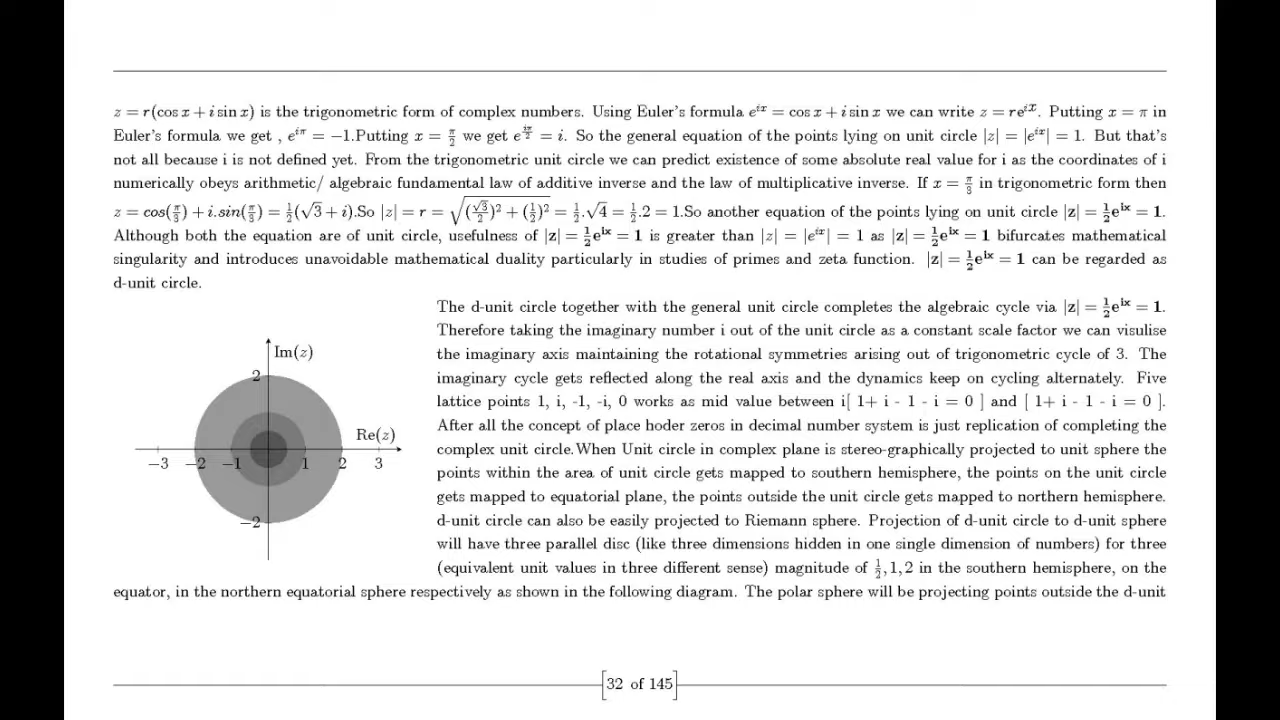 z = r(cos x + i sin x) is the trigonometric form of complex numbers. Using Euler's formula e^{ix} = cos x + i sin x we can write z = re^{ix}. Putting x = π in
Euler's formula we get , e^{iπ} = −1.Putting x = π/2 we get e^{iπ/2} = i. So the general equation of the points lying on unit circle |z| = |e^{ix}| = 1. But that's
not all because i is not defined yet. From the trigonometric unit circle we can predict existence of some absolute real value for i as the coordinates of i
numerically obeys arithmetic/ algebraic fundamental law of additive inverse and the law of multiplicative inverse. If x = π/3 in trigonometric form then
z = cos(π/3) + i.sin(π/3) = 1/2(√3 + i).So |z| = r = √((√3/2)² + (1/2)²) = 1/2.√4 = 1/2.2 = 1.So another equation of the points lying on unit circle |z| = 1/2e^{ix} = 1.
Although both the equation are of unit circle, usefulness of |z| = 1/2e^{ix} = 1 is greater than |z| = |e^{ix}| = 1 as |z| = 1/2e^{ix} = 1 bifurcates mathematical
singularity and introduces unavoidable mathematical duality particularly in studies of primes and zeta function. |z| = 1/2e^{ix} = 1 can be regarded as
d-unit circle.
The d-unit circle together with the general unit circle completes the algebraic cycle via |z| = 1/2e^{ix} = 1.
Therefore taking the imaginary number i out of the unit circle as a constant scale factor we can visulise
the imaginary axis maintaining the rotational symmetries arising out of trigonometric cycle of 3. The
imaginary cycle gets reflected along the real axis and the dynamics keep on cycling alternately. Five
lattice points 1, i, -1, -i, 0 works as mid value between i[ 1+ i - 1 - i = 0 ] and [ 1+ i - 1 - i = 0 ].
After all the concept of place hoder zeros in decimal number system is just replication of completing the
complex unit circle.When Unit circle in complex plane is stereo-graphically projected to unit sphere the
points within the area of unit circle gets mapped to southern hemisphere, the points on the unit circle
gets mapped to equatorial plane, the points outside the unit circle gets mapped to northern hemisphere.
d-unit circle can also be easily projected to Riemann sphere. Projection of d-unit circle to d-unit sphere
will have three parallel disc (like three dimensions hidden in one single dimension of numbers) for three
(equivalent unit values in three different sense) magnitude of 1/2, 1, 2 in the southern hemisphere, on the
equator, in the northern equatorial sphere respectively as shown in the following diagram. The polar sphere will be projecting points outside the d-unit
Im(z)
2
Re(z)
−3 −2 −1 1 2 3
−2
32 of 145